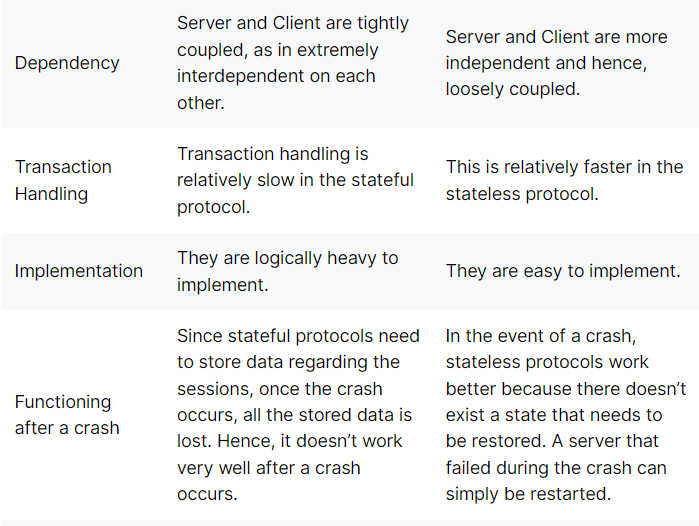 Dependency
Server and Client are tightly
coupled, as in extremely
interdependent on each
other.
Server and Client are more
independent and hence,
loosely coupled.
Transaction
Handling
Transaction handling is
relatively slow in the stateful
protocol.
This is relatively faster in the
stateless protocol.
Implementation
They are logically heavy to
implement.
They are easy to implement.
Functioning
after a crash
Since stateful protocols need
to store data regarding the
sessions, once the crash
occurs, all the stored data is
lost. Hence, it doesn’t work
very well after a crash
occurs.
In the event of a crash,
stateless protocols work
better because there doesn’t
exist a state that needs to
be restored. A server that
failed during the crash can
simply be restarted.